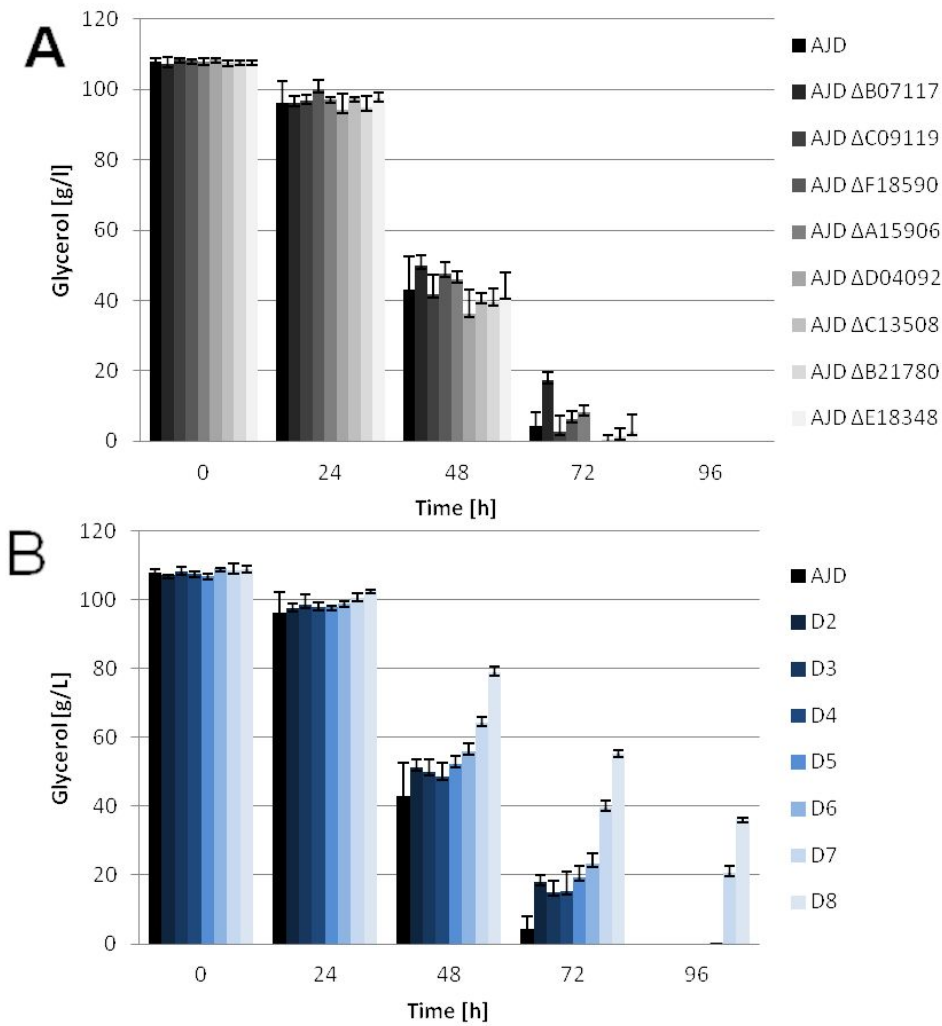 A
120
100
80
60
40
20
0
Glycerol [g/l]
0 24 48 72 96
Time [h]
AJD
AJD ΔB07117
AJD ΔC09119
AJD ΔF18590
AJD ΔA15906
AJD ΔD04092
AJD ΔC13508
AJD ΔB21780
AJD ΔE18348
B
120
100
80
60
40
20
0
Glycerol [g/L]
0 24 48 72 96
Time [h]
AJD
D2
D3
D4
D5
D6
D7
D8